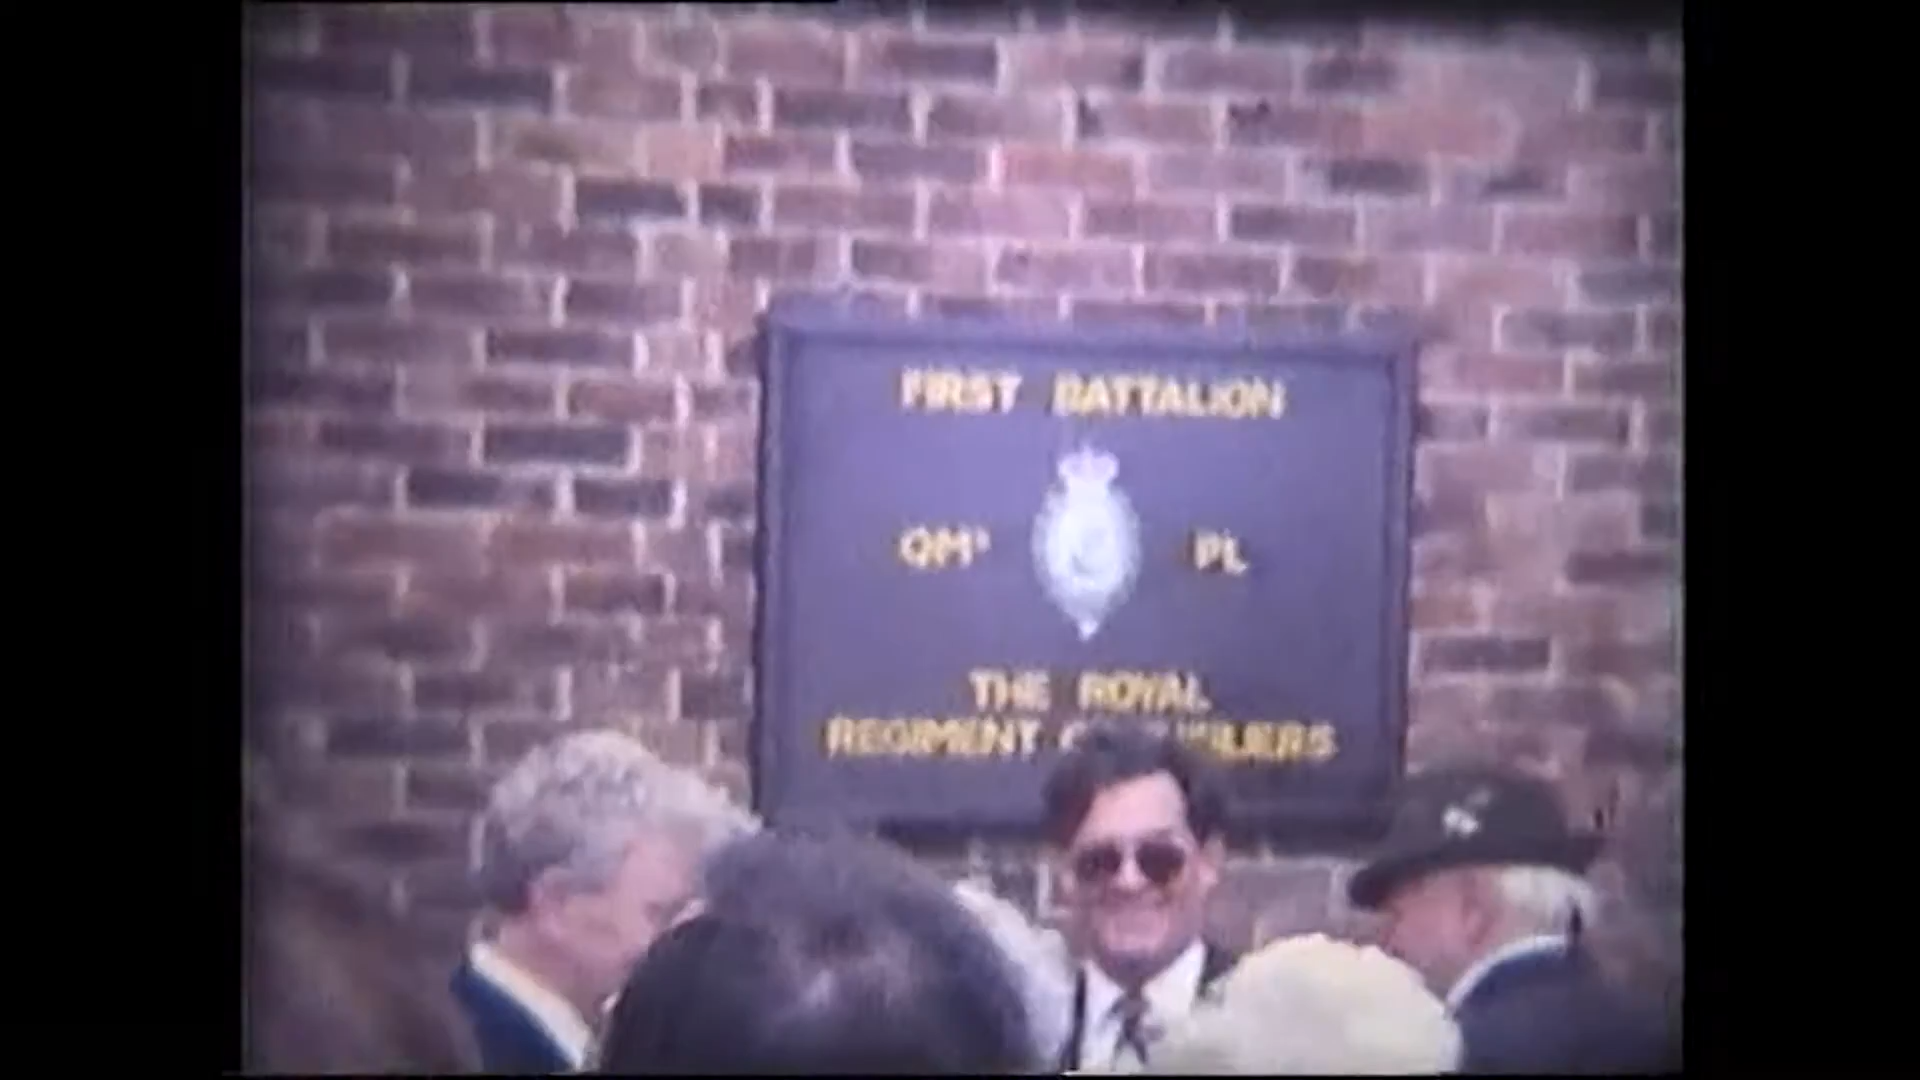 FIRST BATTALION
QM' PL
THE ROYAL
REGIMENT